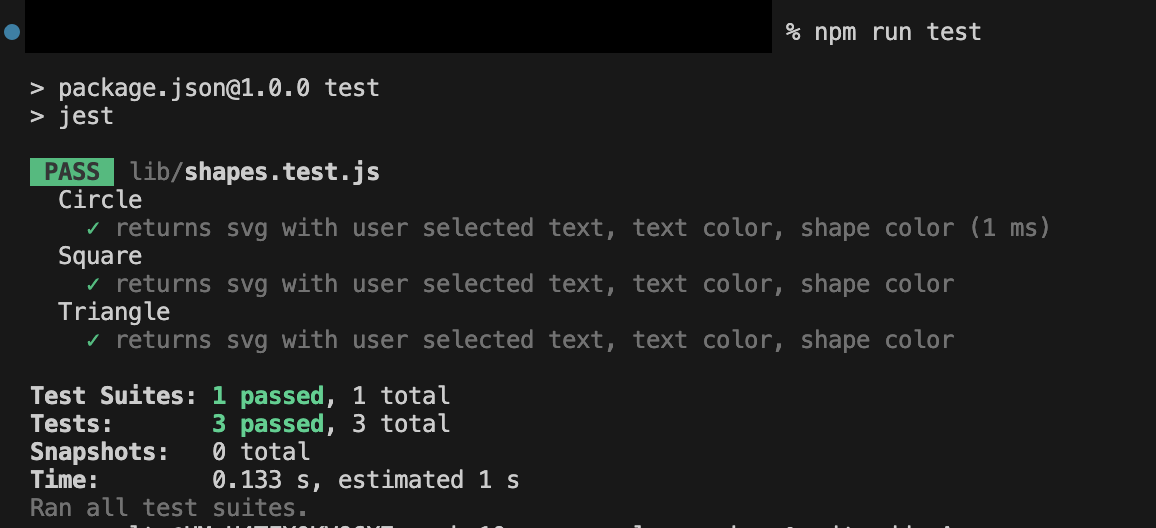 % npm run test
> package.json@1.0.0 test
> jest
PASS lib/shapes.test.js
Circle
✓ returns svg with user selected text, text color, shape color (1 ms)
Square
✓ returns svg with user selected text, text color, shape color
Triangle
✓ returns svg with user selected text, text color, shape color
Test Suites: 1 passed, 1 total
Tests: 3 passed, 3 total
Snapshots: 0 total
Time: 0.133 s, estimated 1 s
Ran all test suites.